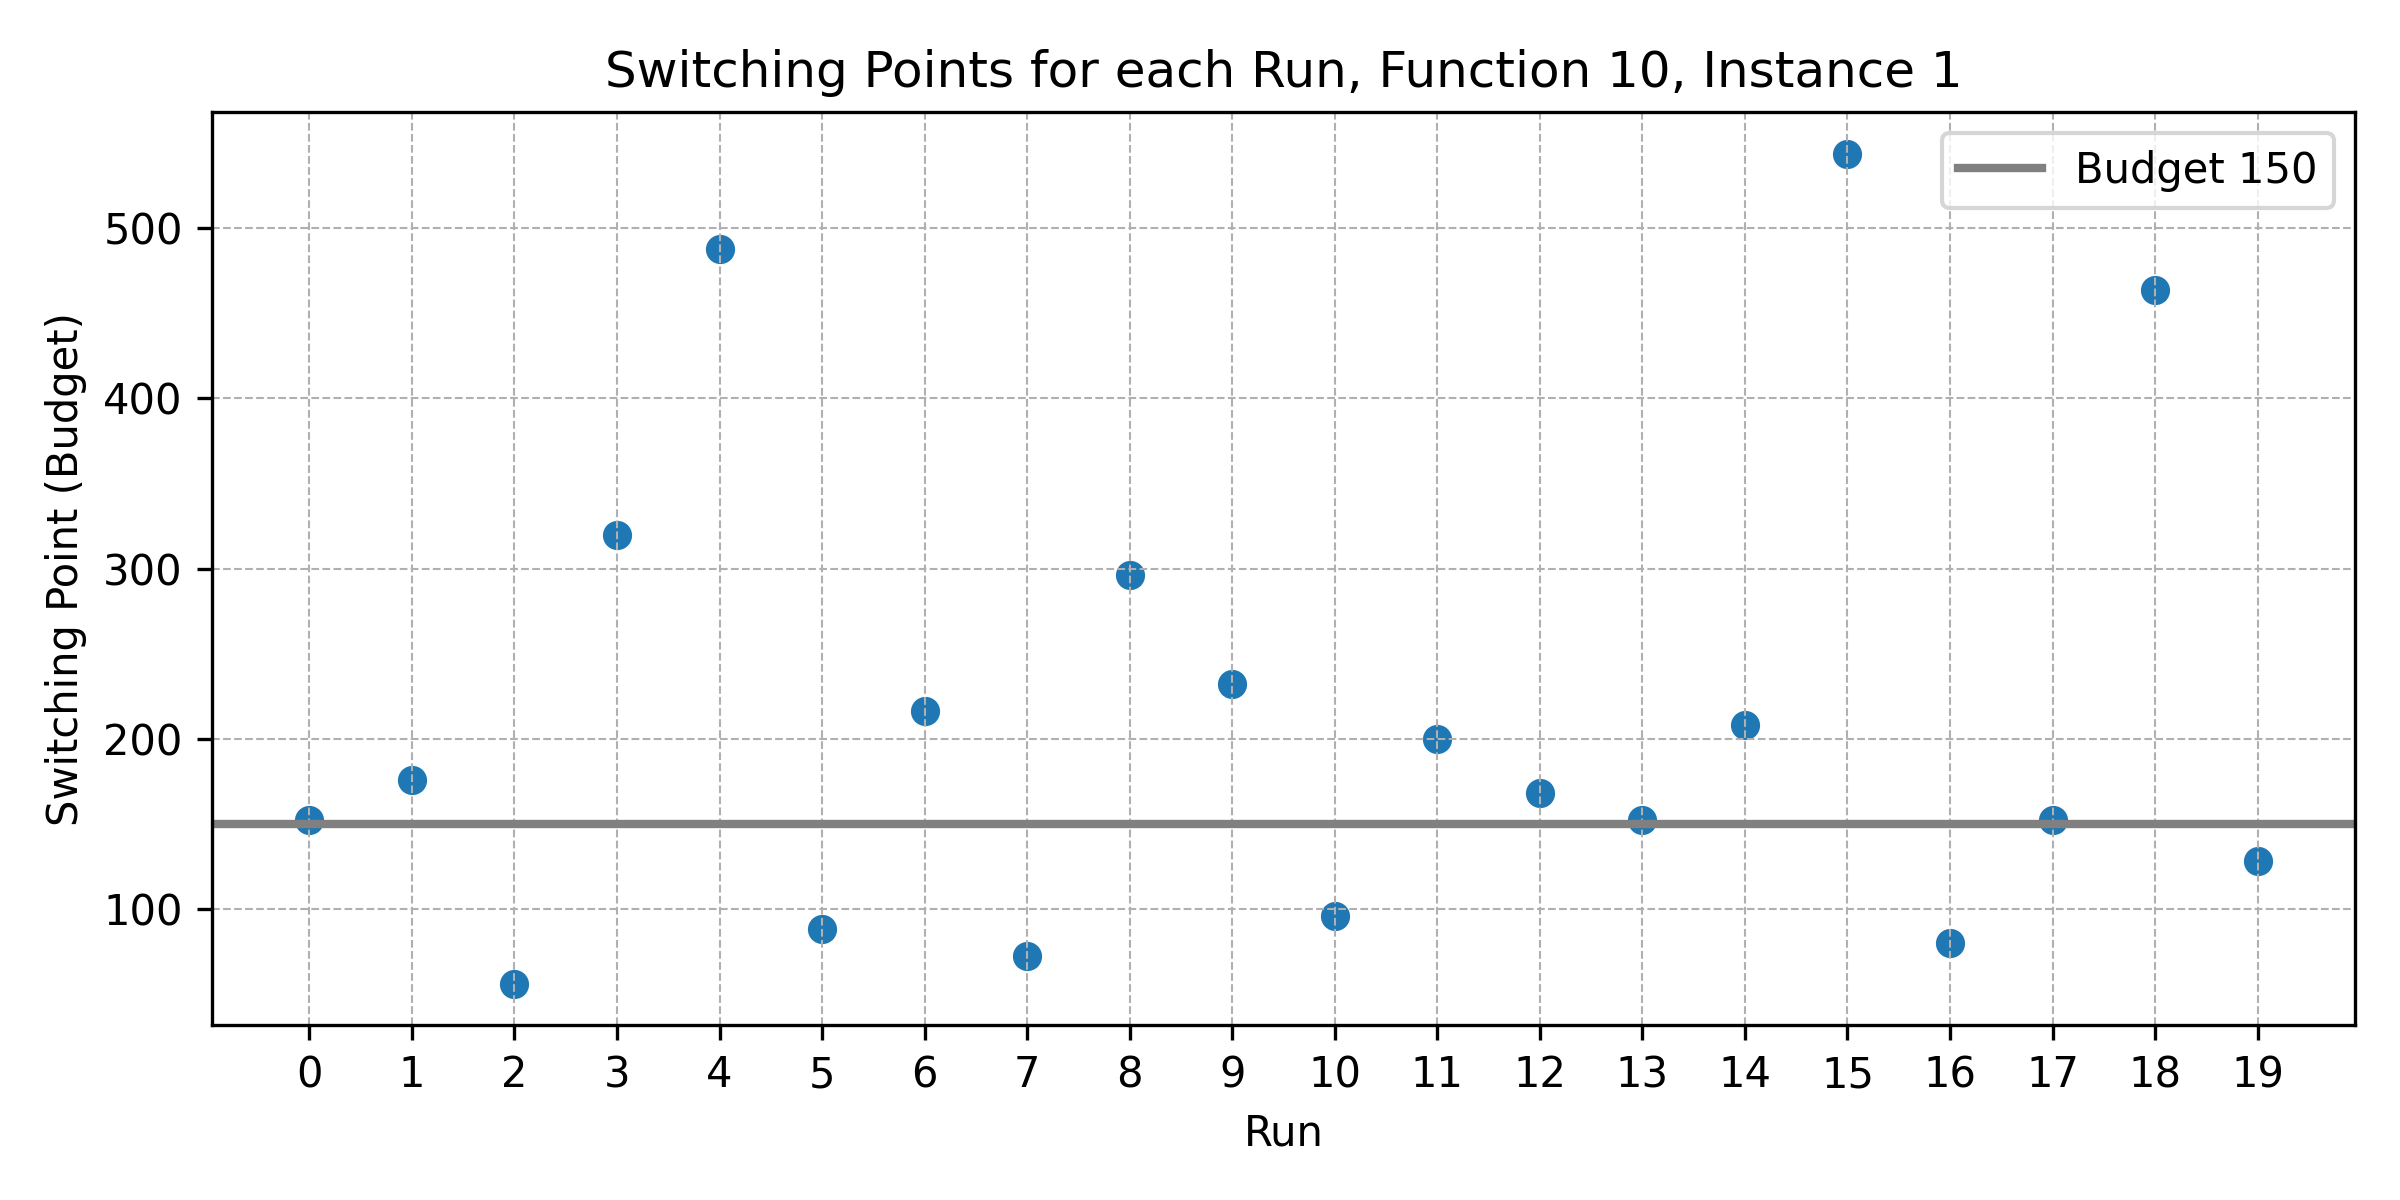 Switching Points for each Run, Function 10, Instance 1
Budget 150
Switching Point (Budget)
500
400
300
200
100
0 1 2 3 4 5 6 7 8 9 10 11 12 13 14 15 16 17 18 19
Run